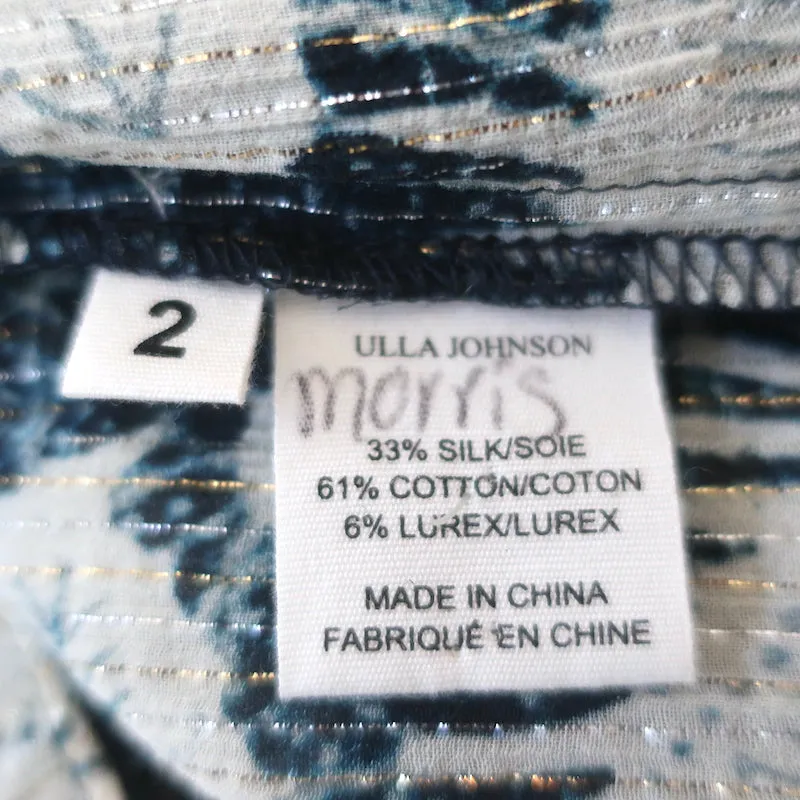 2
ULLA JOHNSON
morris
33% SILK/SOIE
61% COTTON/COTON
6% LUREX/LUREX
MADE IN CHINA
FABRIQUÉ EN CHINE